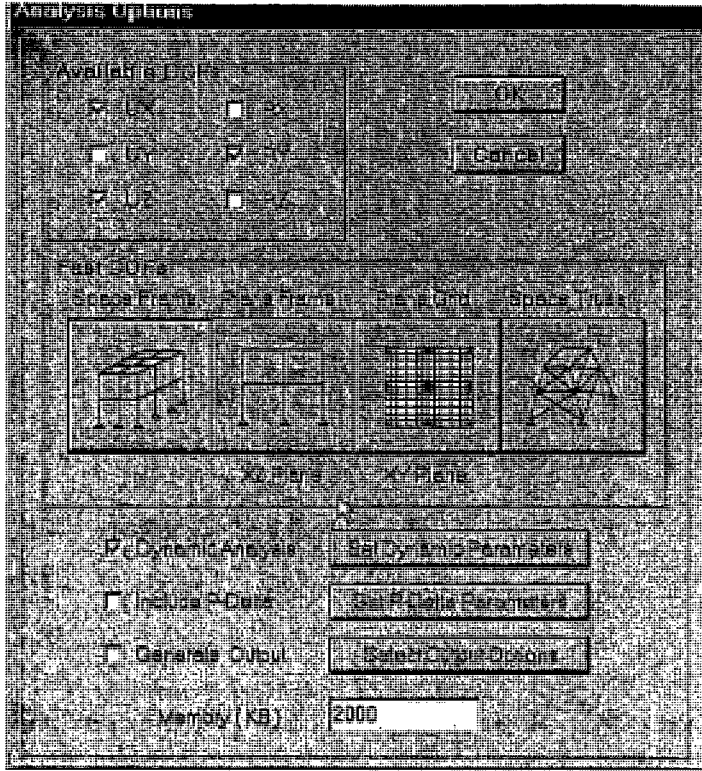 Analysis Options
Available DOFs
UX RX
UY RY
UZ RZ
OK
Cancel
Fast DOFs
Space Frame Plane Frame Plane Grid Space Truss
XZ Plane XY Plane
Dynamic Analysis Set Dynamic Parameters
Include P-Delta Set P-Delta Parameters
Generate Output Select Output Options
Memory (KB) 2000